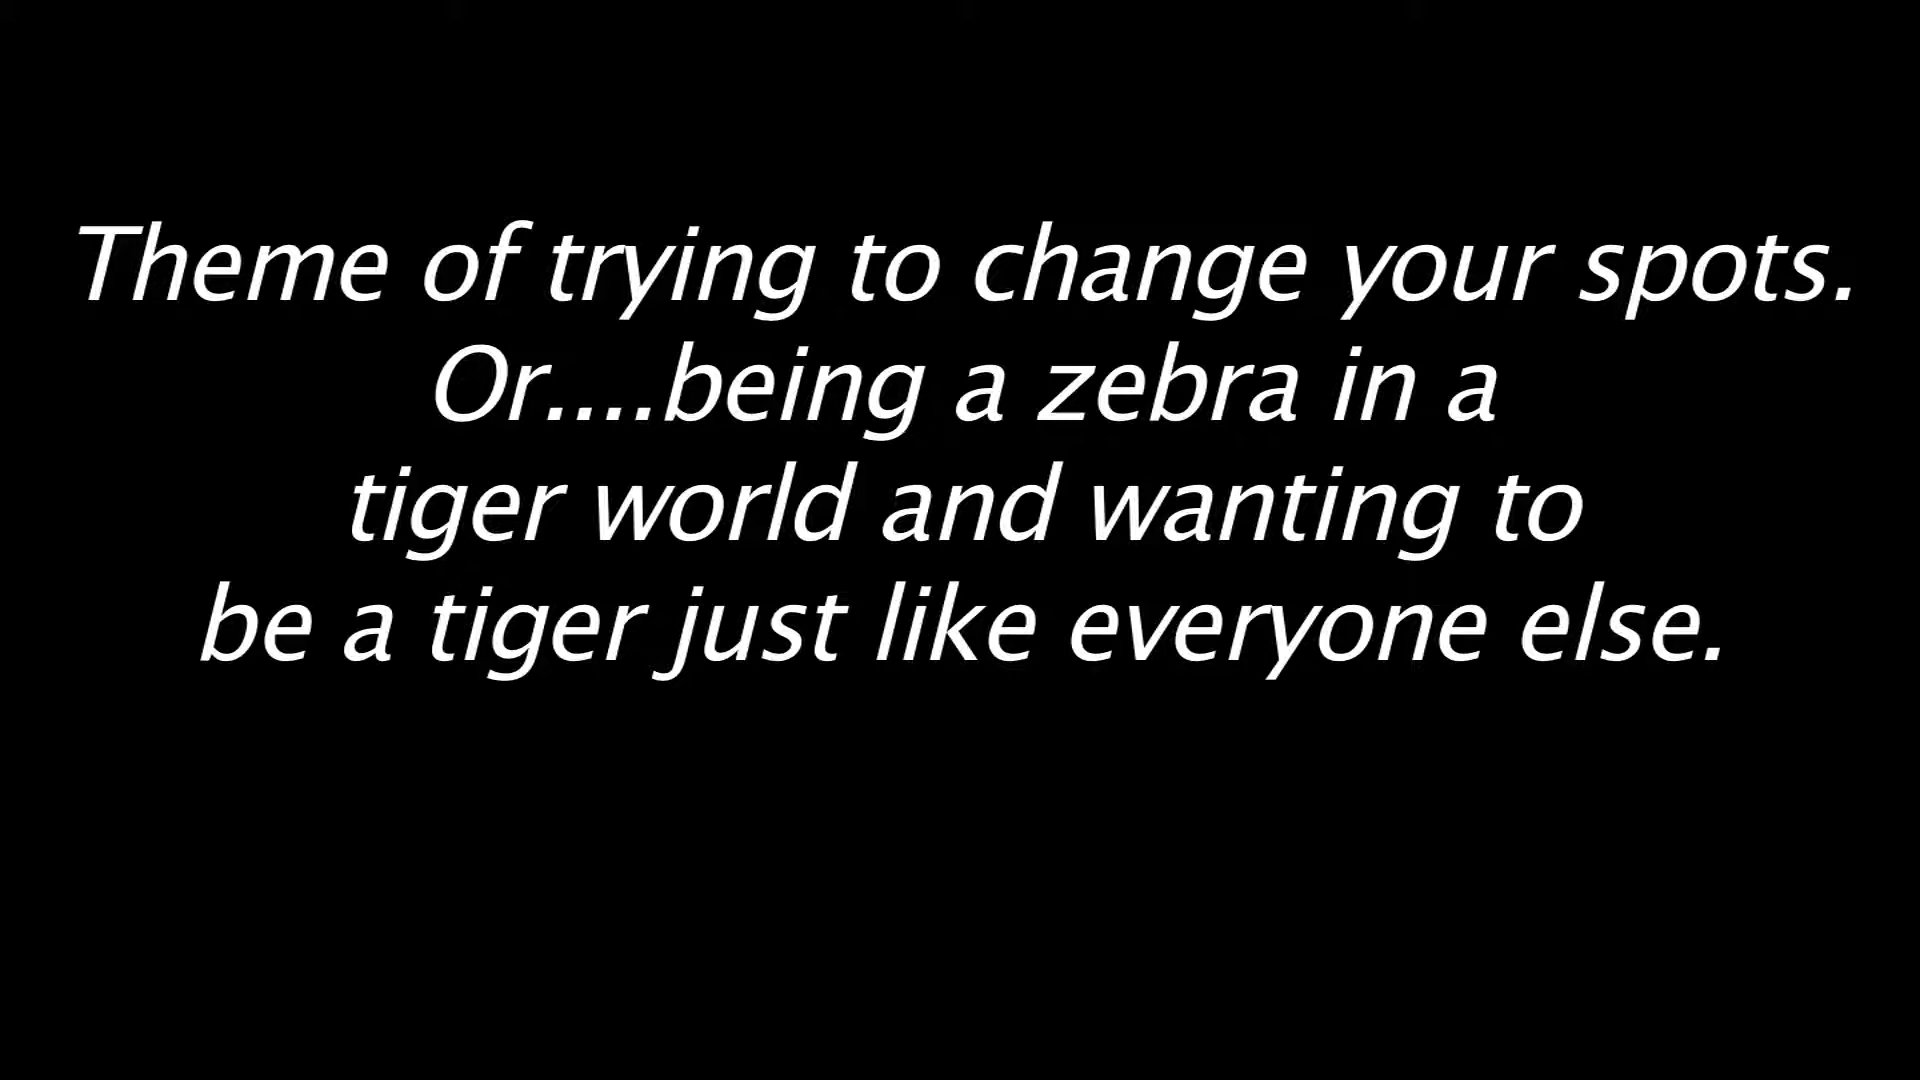 Theme of trying to change your spots.
Or....being a zebra in a
tiger world and wanting to
be a tiger just like everyone else.